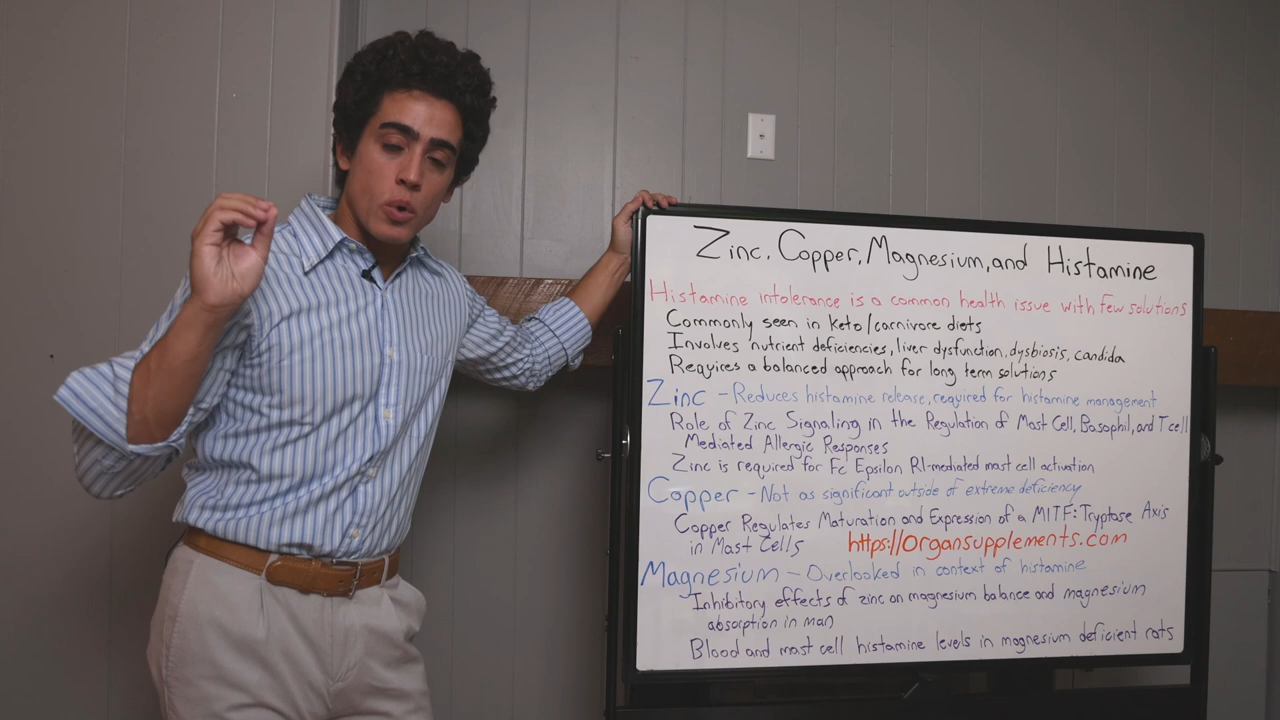 Zinc, Copper, Magnesium, and Histamine
Histamine intolerance is a common health issue with few solutions
Commonly seen in keto/carnivore diets
Involves nutrient deficiencies, liver dysfunction, dysbiosis, candida
Requires a balanced approach for long term solutions
Zinc - Reduces histamine release, required for histamine management
Role of Zinc Signaling in the Regulation of Mast Cell, Basophil, and T cell
Mediated Allergic Responses
Zinc is required for Fc Epsilon RI-mediated mast cell activation
Copper - Not as significant outside of extreme deficiency
Copper Regulates Maturation and Expression of a MITF:Tryptase Axis
in Mast Cells https://organsupplements.com
Magnesium - Overlooked in context of histamine
Inhibitory effects of zinc on magnesium balance and magnesium
absorption in man
Blood and mast cell histamine levels in magnesium deficient rats